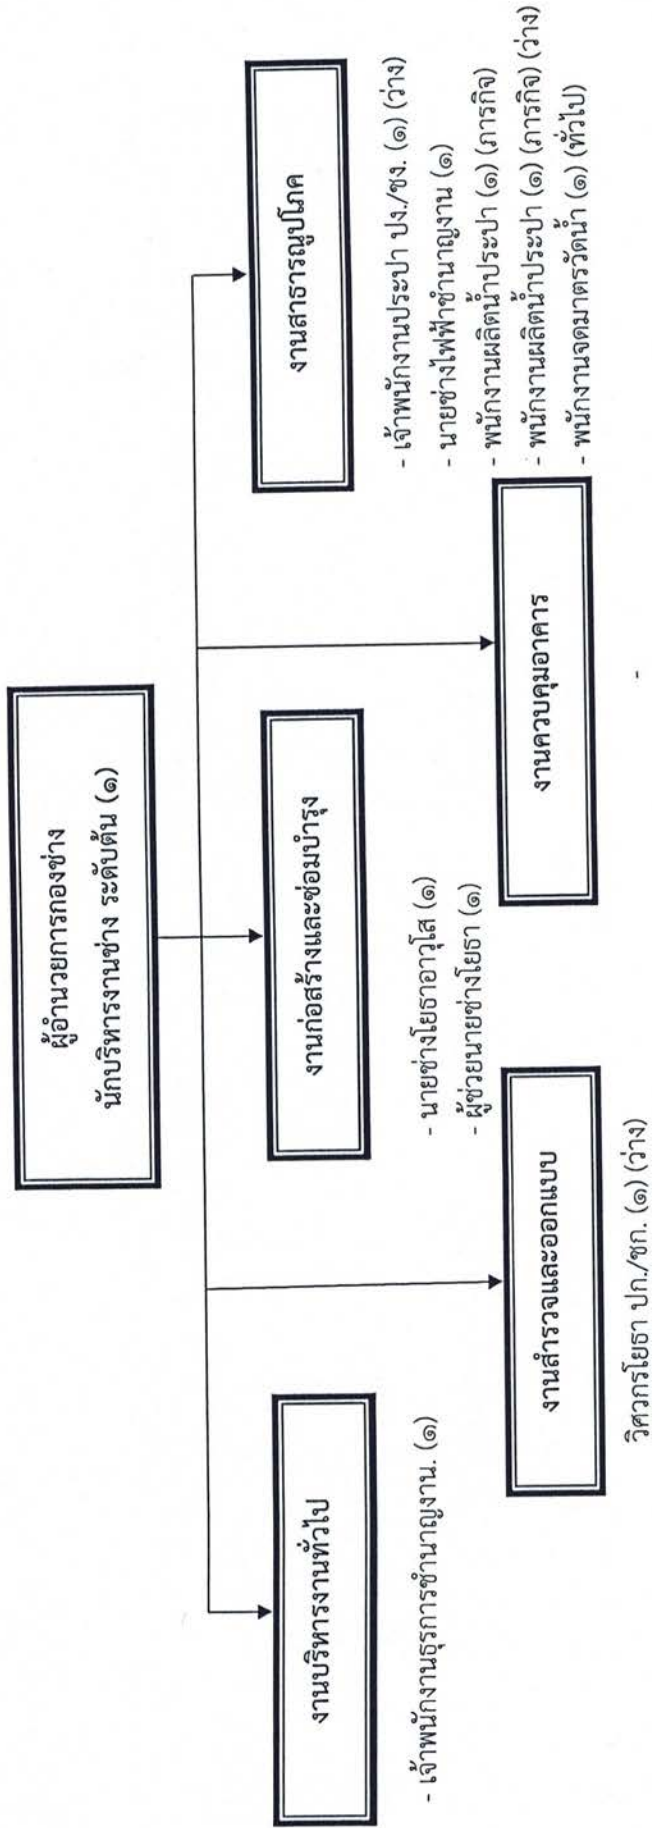 ผู้อำนวยการกองช่าง
นักบริหารงานช่าง ระดับต้น (๑)
งานบริหารงานทั่วไป
- เจ้าพนักงานธุรการชำนาญงาน. (๑)
งานก่อสร้างและซ่อมบำรุง
- นายช่างโยธาอาวุโส (๑)
- ผู้ช่วยนายช่างโยธา (๑)
งานสาธารณูปโภค
- เจ้าพนักงานประปา ปง./ชง. (๑) (ว่าง)
- นายช่างไฟฟ้าชำนาญงาน (๑)
- พนักงานผลิตน้ำประปา (๑) (ภารกิจ)
- พนักงานผลิตน้ำประปา (๑) (ภารกิจ) (ว่าง)
- พนักงานจดมาตรวัดน้ำ (๑) (ทั่วไป)
งานสำรวจและออกแบบ
วิศวกรโยธา ปก./ชก. (๑) (ว่าง)
งานควบคุมอาคาร
-